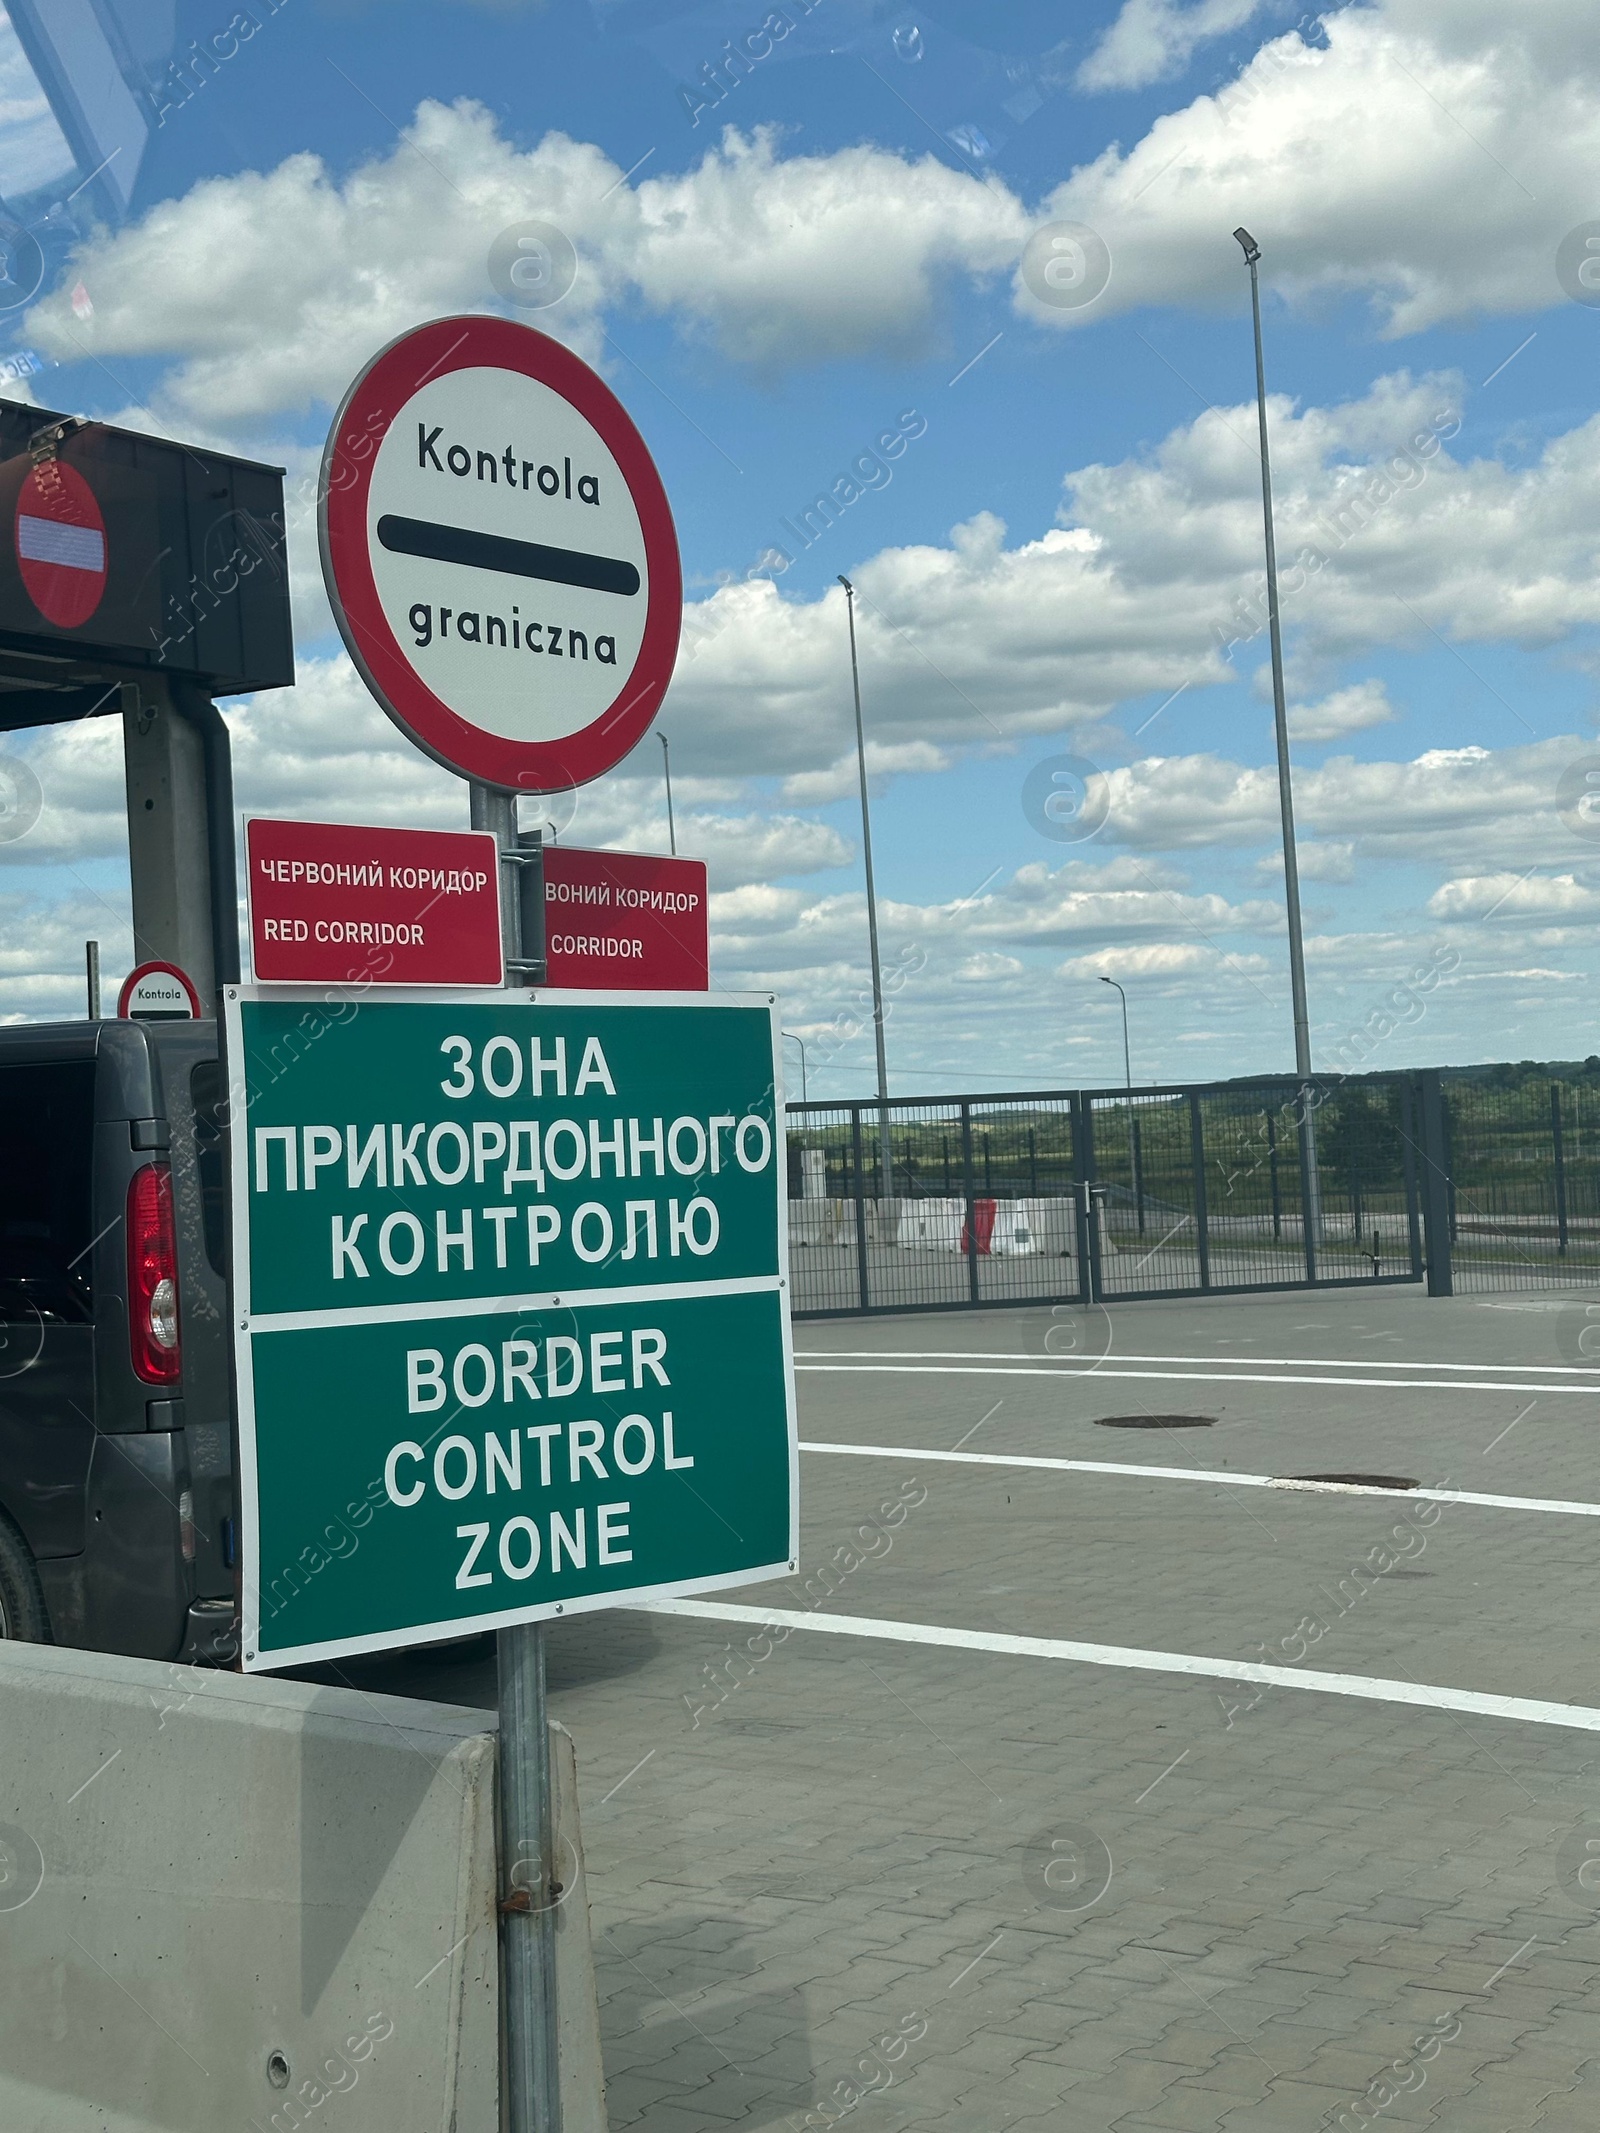 Kontrola
graniczna
ЧЕРВОНИЙ КОРИДОР
RED CORRIDOR
ВОНИЙ КОРИДОР
CORRIDOR
Kontrola
ЗОНА
ПРИКОРДОННОГО
КОНТРОЛЮ
BORDER
CONTROL
ZONE
Africa Images